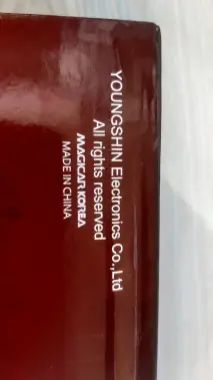 YOUNGSHIN Electronics Co.,Ltd
All rights reserved
MAGICAR KOREA
MADE IN CHINA